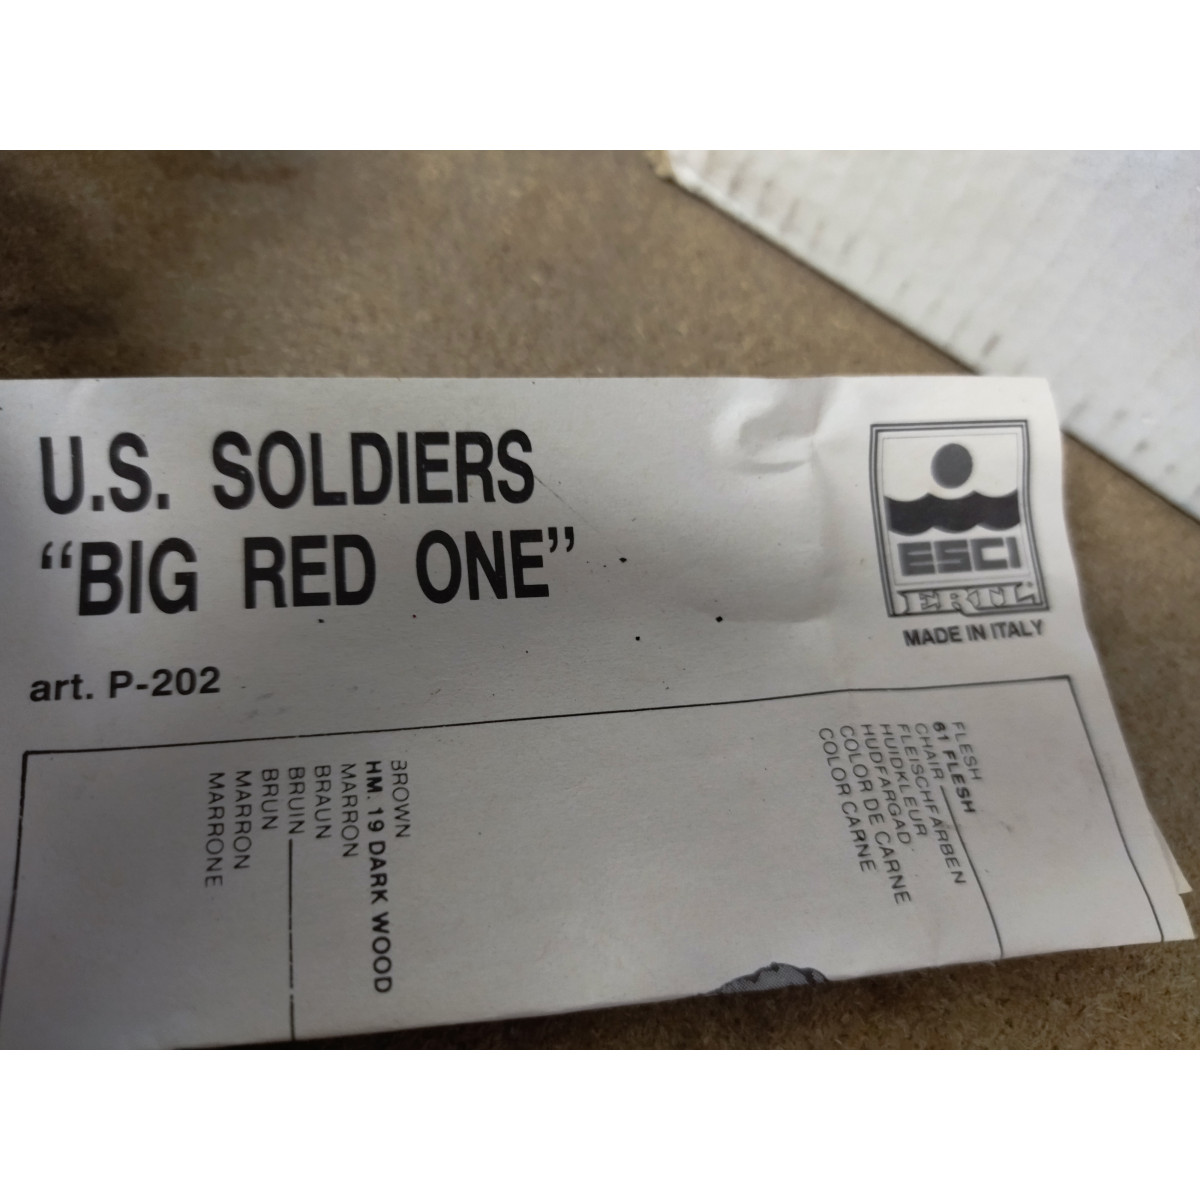 U.S. SOLDIERS
“BIG RED ONE”
art. P-202
ESCI
ERTL
MADE IN ITALY
BROWN
HM. 19 DARK WOOD
MARRON
BRAUN
BRUIN
BRUN
MARRON
MARRONE
FLESH
61 FLESH
CHAIR
FLEISCHFARBEN
HUIDKLEUR
HUDFARGAD
COLOR DE CARNE
COLOR CARNE